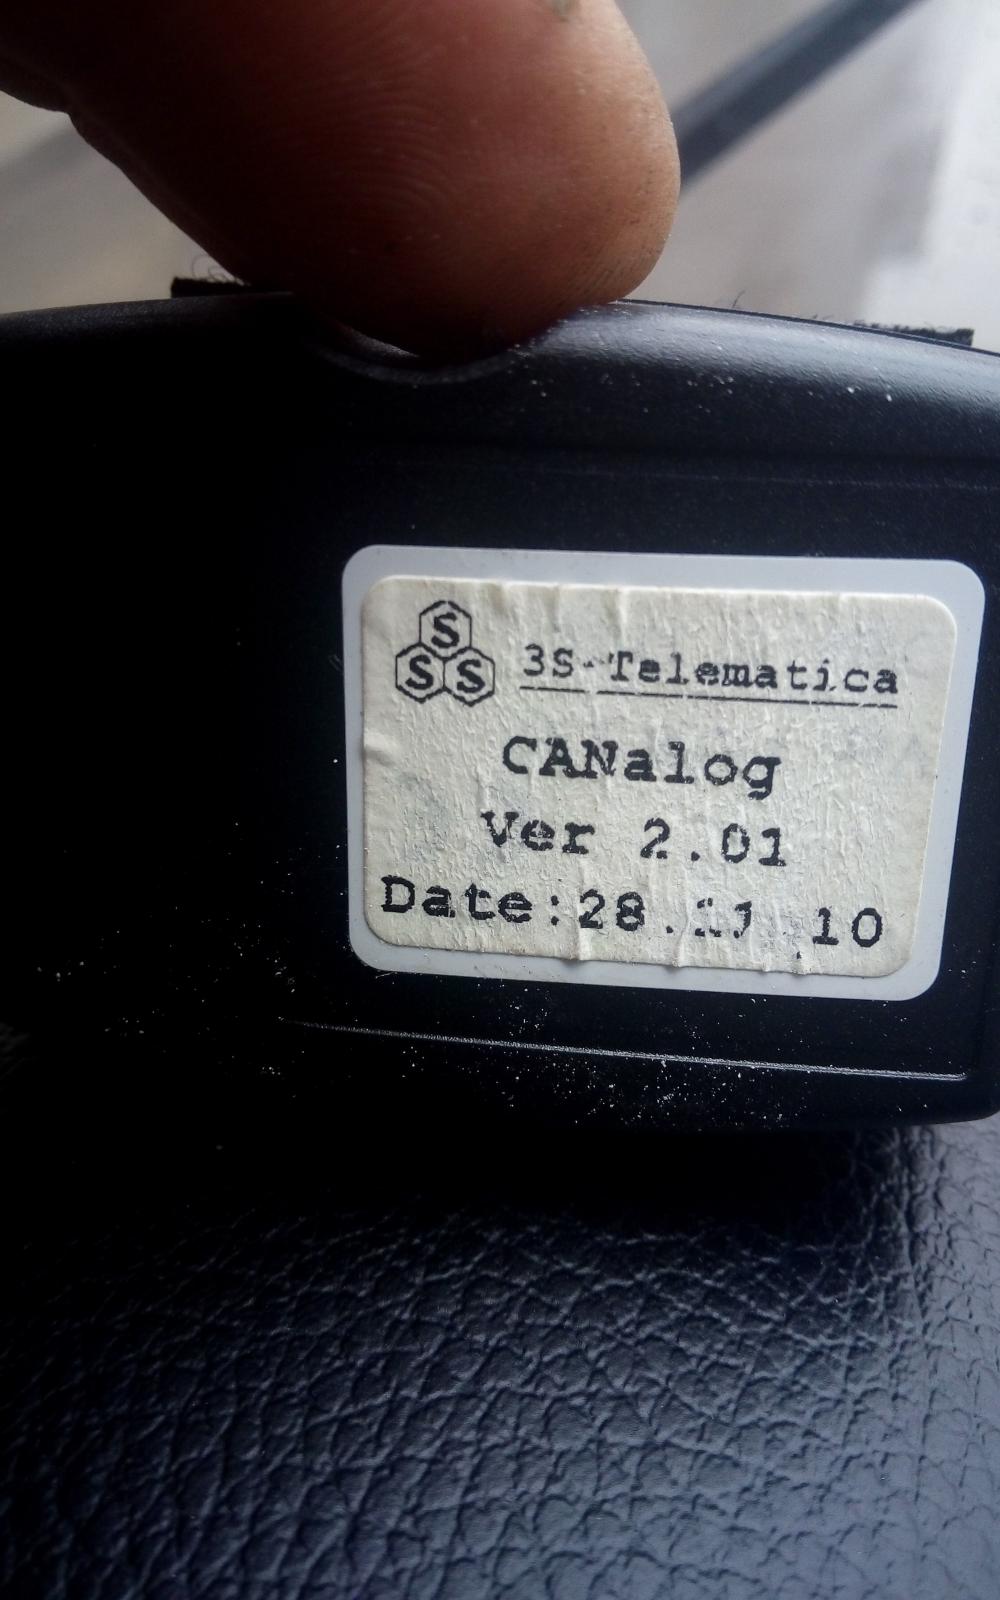 S
S S
3S-Telematica
CANalog
Ver 2.01
Date:28. 10